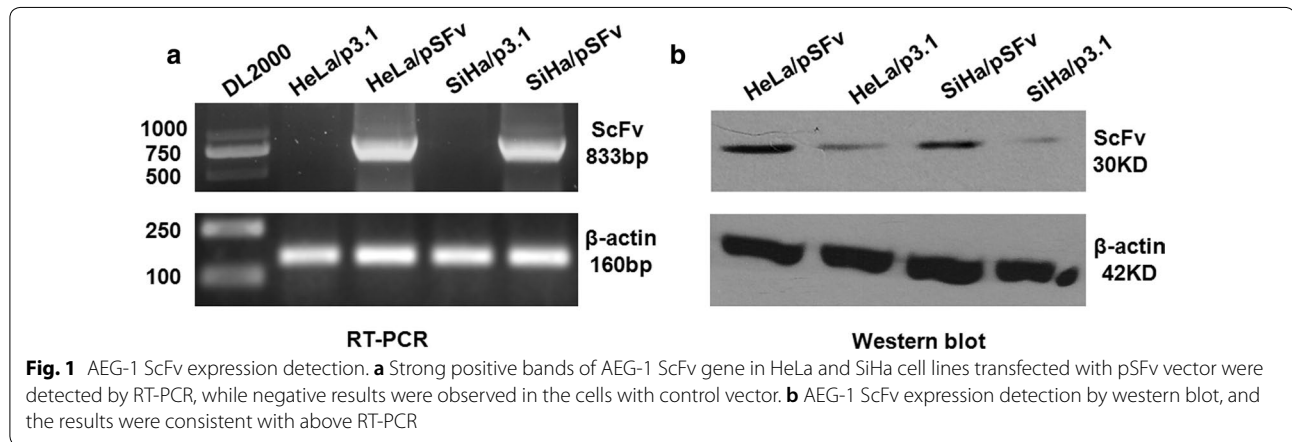 a
DL2000
HeLa/p3.1
HeLa/pSFv
SiHa/p3.1
SiHa/pSFv
1000
750
500
ScFv
833bp
250
100
β-actin
160bp
RT-PCR
b
HeLa/pSFv
HeLa/p3.1
SiHa/pSFv
SiHa/p3.1
ScFv
30KD
β-actin
42KD
Western blot
Fig. 1 AEG-1 ScFv expression detection. a Strong positive bands of AEG-1 ScFv gene in HeLa and SiHa cell lines transfected with pSFv vector were
detected by RT-PCR, while negative results were observed in the cells with control vector. b AEG-1 ScFv expression detection by western blot, and
the results were consistent with above RT-PCR